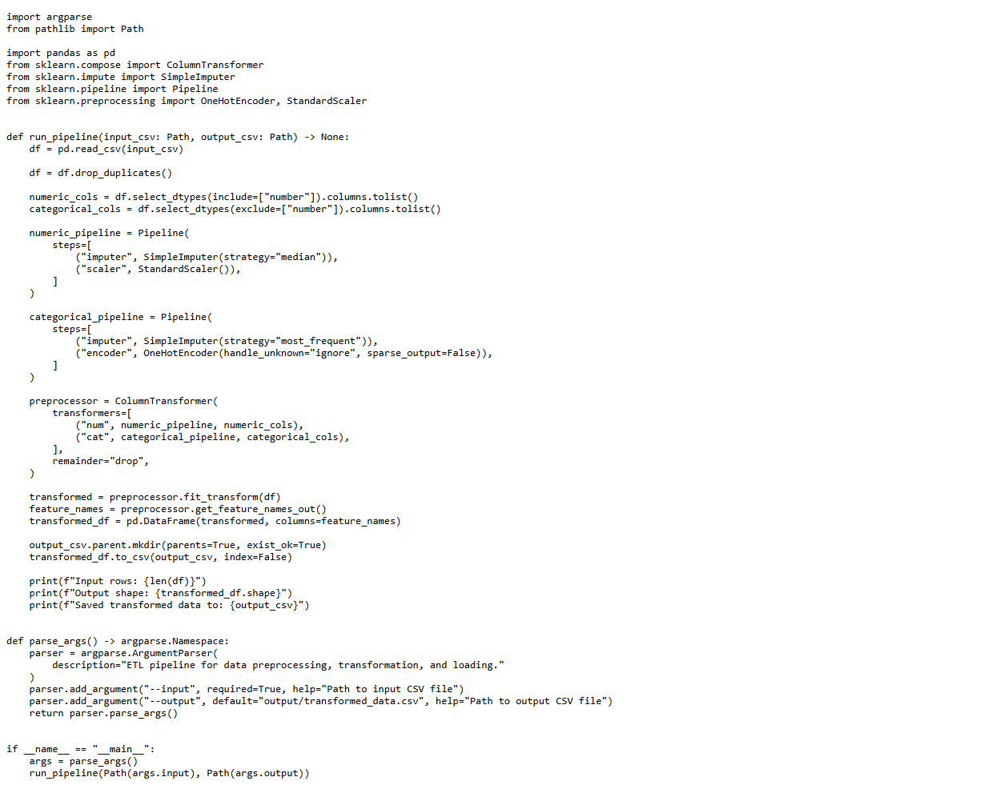 import argparse
from pathlib import Path

import pandas as pd
from sklearn.compose import ColumnTransformer
from sklearn.impute import SimpleImputer
from sklearn.pipeline import Pipeline
from sklearn.preprocessing import OneHotEncoder, StandardScaler


def run_pipeline(input_csv: Path, output_csv: Path) -> None:
    df = pd.read_csv(input_csv)

    df = df.drop_duplicates()

    numeric_cols = df.select_dtypes(include=["number"]).columns.tolist()
    categorical_cols = df.select_dtypes(exclude=["number"]).columns.tolist()

    numeric_pipeline = Pipeline(
        steps=[
            ("imputer", SimpleImputer(strategy="median")),
            ("scaler", StandardScaler()),
        ]
    )

    categorical_pipeline = Pipeline(
        steps=[
            ("imputer", SimpleImputer(strategy="most_frequent")),
            ("encoder", OneHotEncoder(handle_unknown="ignore", sparse_output=False)),
        ]
    )

    preprocessor = ColumnTransformer(
        transformers=[
            ("num", numeric_pipeline, numeric_cols),
            ("cat", categorical_pipeline, categorical_cols),
        ],
        remainder="drop",
    )

    transformed = preprocessor.fit_transform(df)
    feature_names = preprocessor.get_feature_names_out()
    transformed_df = pd.DataFrame(transformed, columns=feature_names)

    output_csv.parent.mkdir(parents=True, exist_ok=True)
    transformed_df.to_csv(output_csv, index=False)

    print(f"Input rows: {len(df)}")
    print(f"Output shape: {transformed_df.shape}")
    print(f"Saved transformed data to: {output_csv}")


def parse_args() -> argparse.Namespace:
    parser = argparse.ArgumentParser(
        description="ETL pipeline for data preprocessing, transformation, and loading."
    )
    parser.add_argument("--input", required=True, help="Path to input CSV file")
    parser.add_argument("--output", default="output/transformed_data.csv", help="Path to output CSV file")
    return parser.parse_args()


if __name__ == "__main__":
    args = parse_args()
    run_pipeline(Path(args.input), Path(args.output))